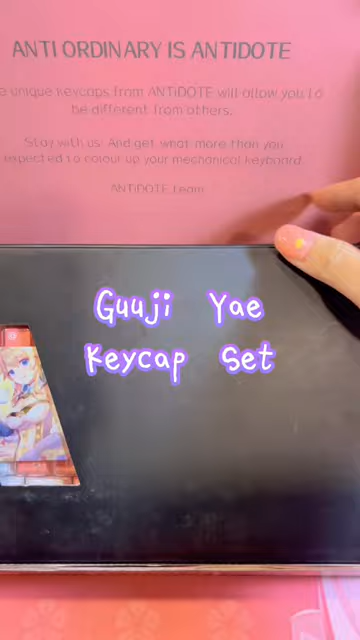 ANTI ORDINARY IS ANTIDOTE
e unique keycaps from ANTiDOTE will allow you to
be different from others.
Stay with us. And get what more than you
expected to colour up your mechanical keyboard.
ANTiDOTE team
Guuji Yae
Keycap Set